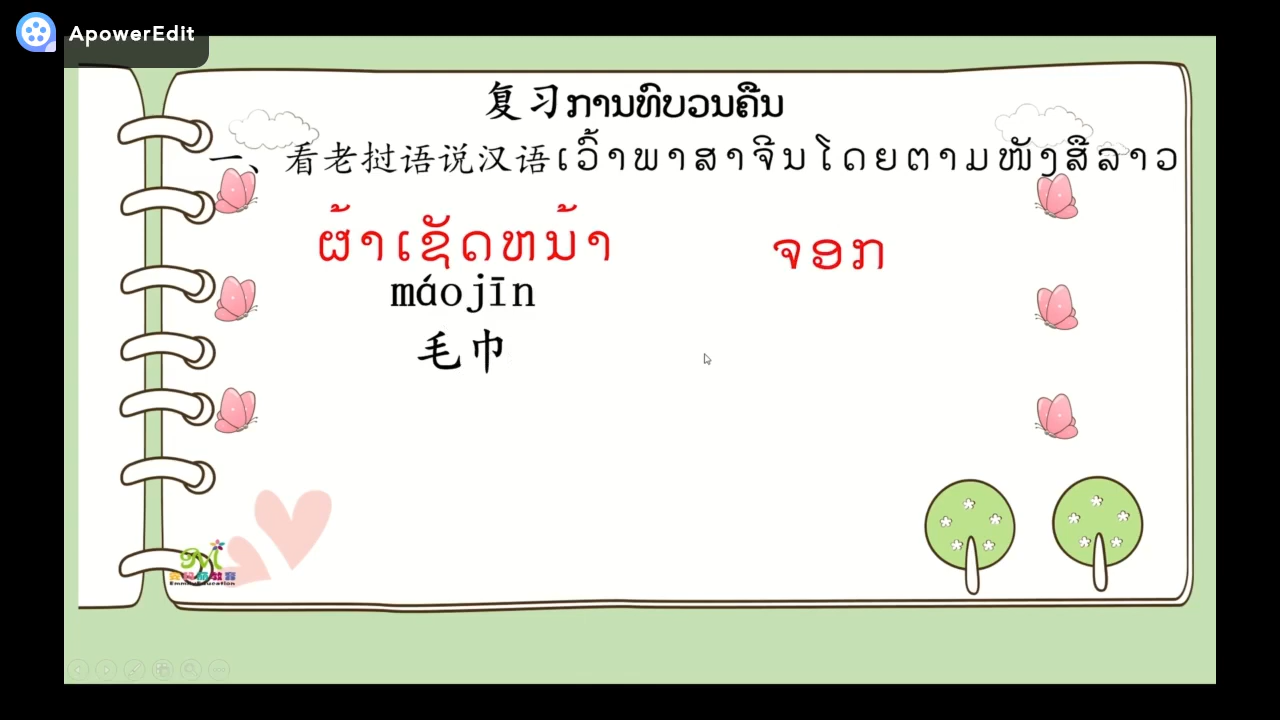 ApowerEdit
复习ການທົບວນຄືນ
一、看老挝语说汉语ເວົ້າພາສາຈີນໂດຍຕາມໜັງສືລາວ
ຜ້າເຊັດຫນ້າ
ຈອກ
máojīn
毛巾